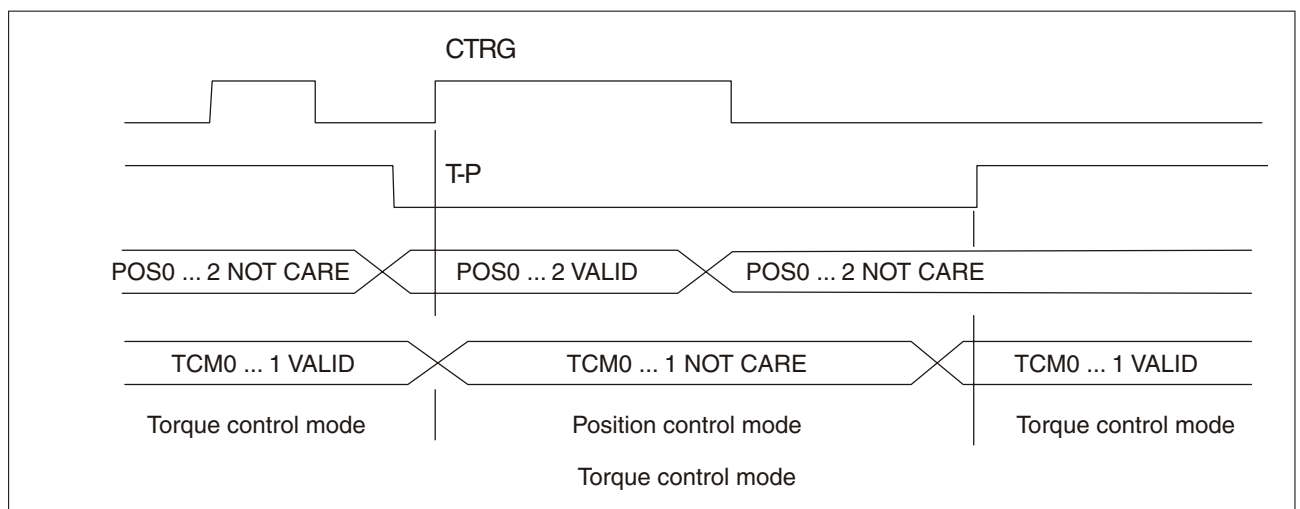 CTRG
T-P
POS0 ... 2 NOT CARE
POS0 ... 2 VALID
POS0 ... 2 NOT CARE
TCM0 ... 1 VALID
TCM0 ... 1 NOT CARE
TCM0 ... 1 VALID
Torque control mode
Position control mode
Torque control mode
Torque control mode